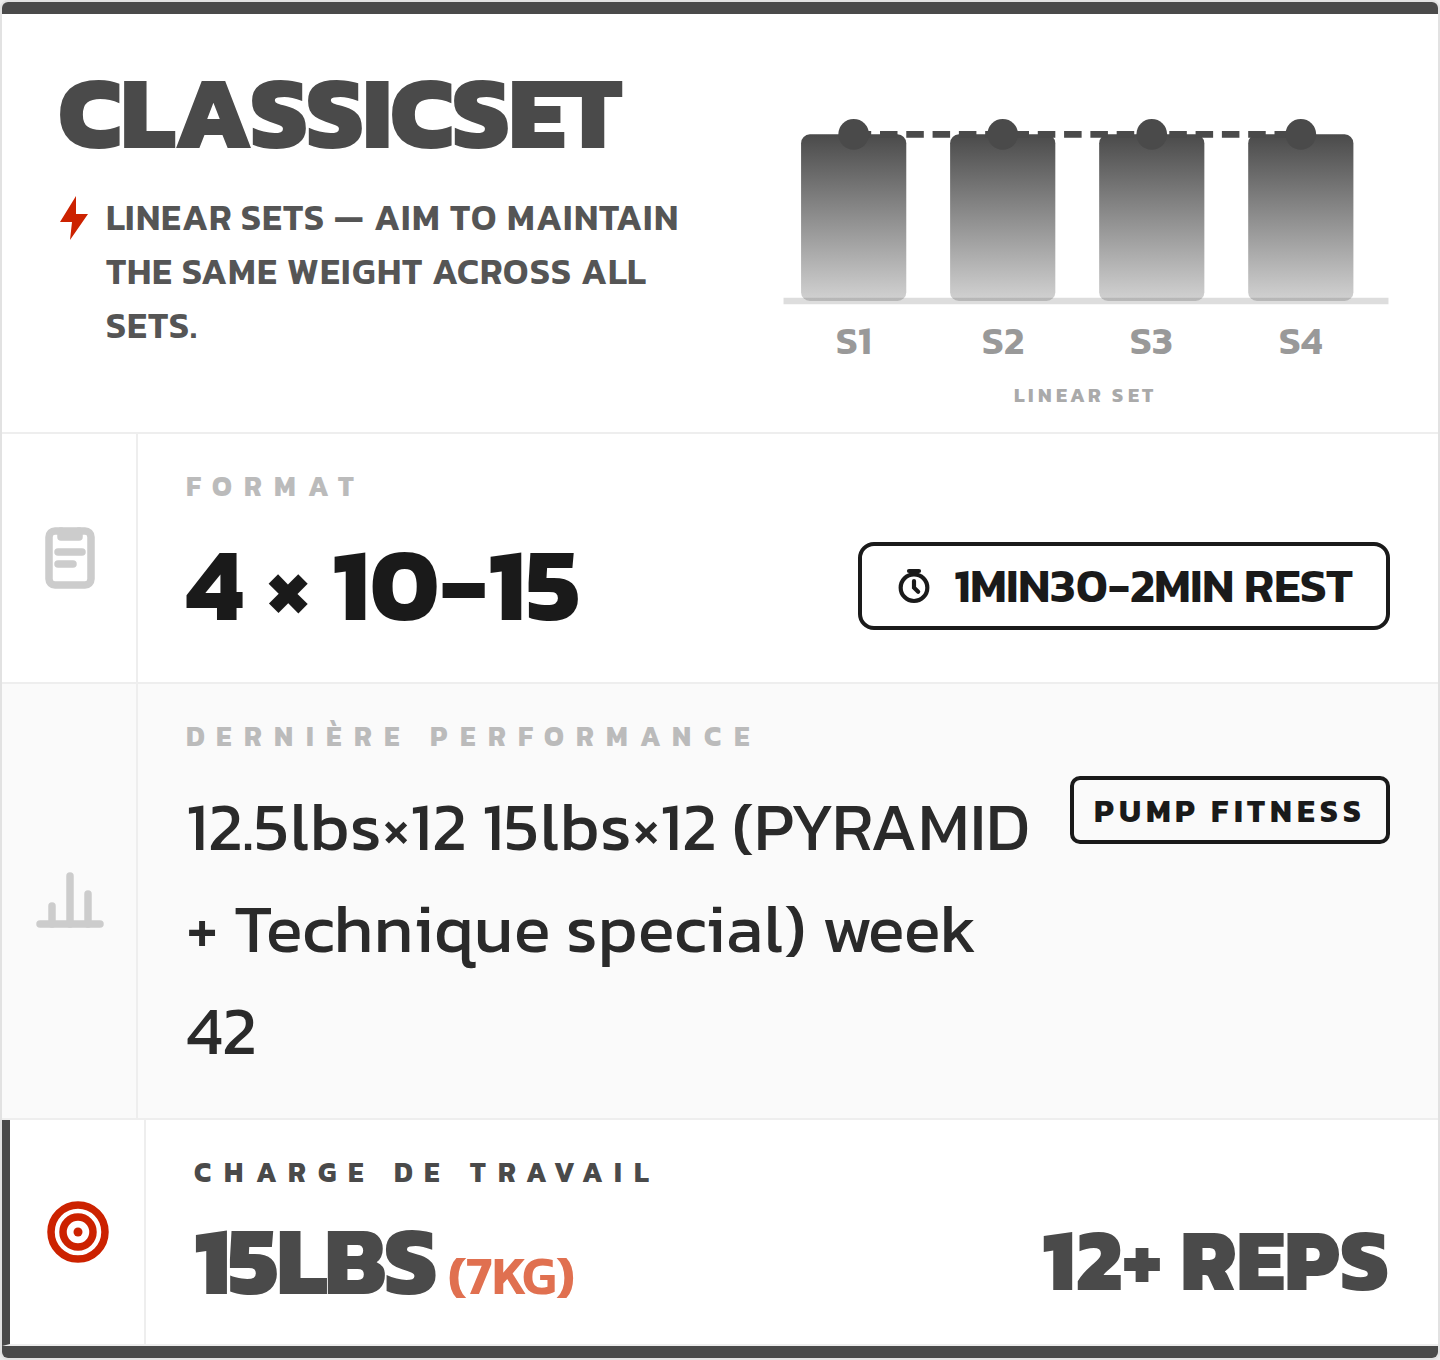 CLASSICSET
LINEAR SETS — AIM TO MAINTAIN
THE SAME WEIGHT ACROSS ALL
SETS.
S1 S2 S3 S4
LINEAR SET
FORMAT
4 × 10–15
1MIN30–2MIN REST
DERNIÈRE PERFORMANCE
12.5lbs×12 15lbs×12 (PYRAMID
+ Technique special) week
42
PUMP FITNESS
CHARGE DE TRAVAIL
15LBS (7KG)
12+ REPS